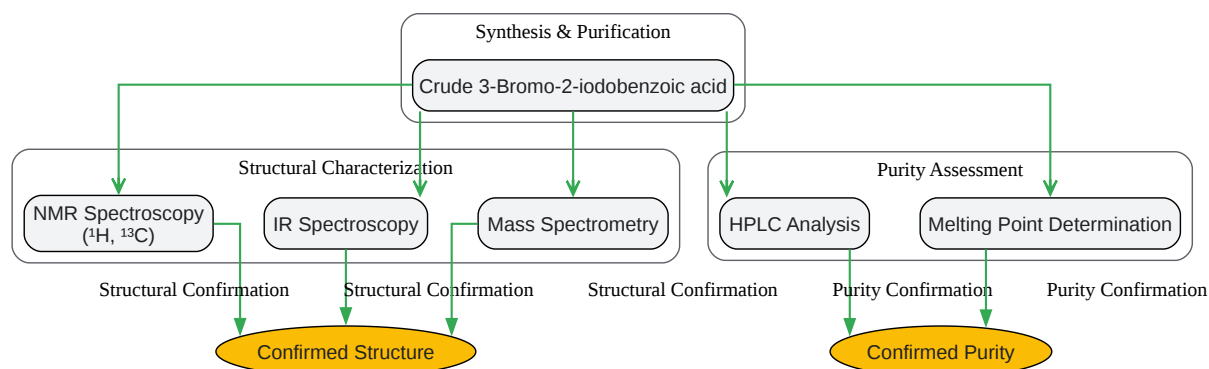 Synthesis & Purification
Crude 3-Bromo-2-iodobenzoic acid
Structural Characterization
Purity Assessment
NMR Spectroscopy
(¹H, ¹³C)
IR Spectroscopy
Mass Spectrometry
HPLC Analysis
Melting Point Determination
Structural Confirmation
Structural Confirmation
Structural Confirmation
Purity Confirmation
Purity Confirmation
Confirmed Structure
Confirmed Purity